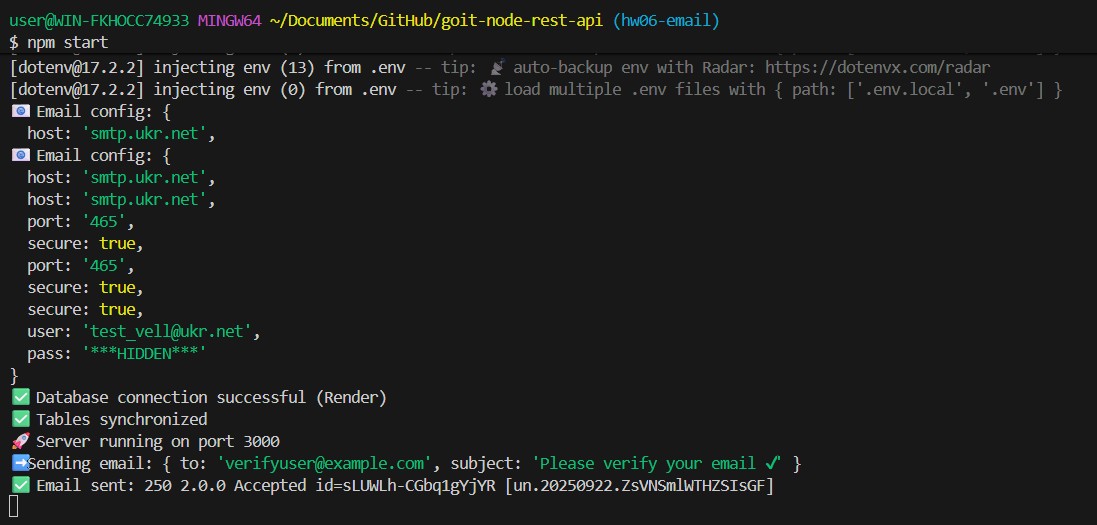 user@WIN-FKHOCC74933 MINGW64 ~/Documents/GitHub/goit-node-rest-api (hw06-email)
$ npm start
[dotenv@17.2.2] injecting env (13) from .env -- tip: 📡 auto-backup env with Radar: https://dotenvx.com/radar
[dotenv@17.2.2] injecting env (0) from .env -- tip: ⚙️ load multiple .env files with { path: ['.env.local', '.env'] }
📧 Email config: {
host: 'smtp.ukr.net',
📧 Email config: {
host: 'smtp.ukr.net',
host: 'smtp.ukr.net',
port: '465',
secure: true,
port: '465',
secure: true,
secure: true,
user: 'test_vell@ukr.net',
pass: '***HIDDEN***'
}
✅ Database connection successful (Render)
✅ Tables synchronized
🚀 Server running on port 3000
➡️Sending email: { to: 'verifyuser@example.com', subject: 'Please verify your email ✔' }
✅ Email sent: 250 2.0.0 Accepted id=sLUWLh-CGbq1gYjYR [un.20250922.ZsVNSmlWTHZSIsGF]